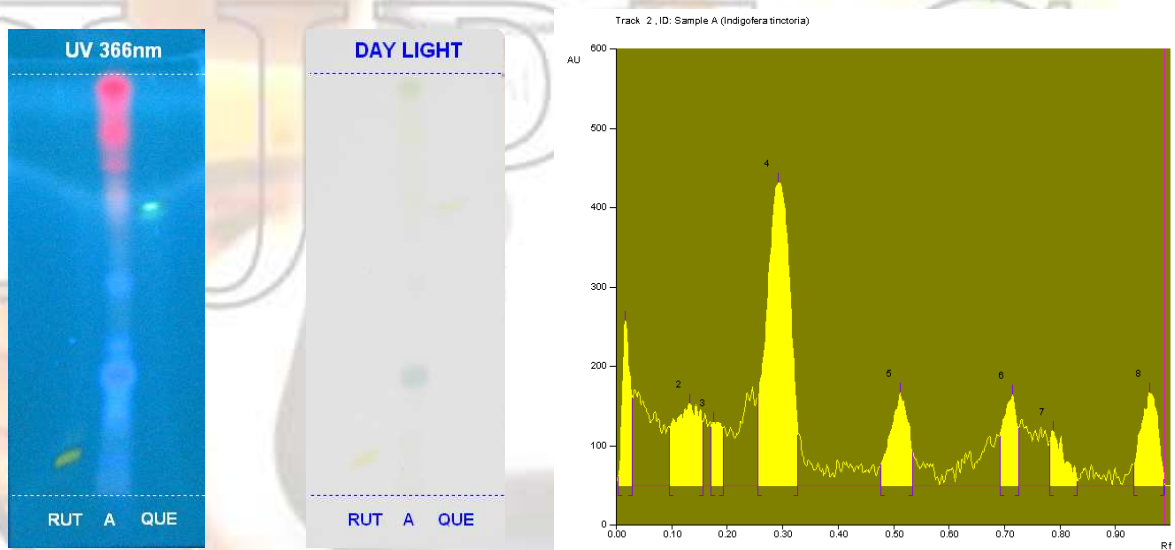 UV 366nm
RUT A QUE
DAY LIGHT
RUT A QUE
Track 2 , ID: Sample A (Indigofera tinctoria)
AU
600
500
400
300
200
100
0
2
3
4
5
6
7
8
0.00 0.10 0.20 0.30 0.40 0.50 0.60 0.70 0.80 0.90
Rf